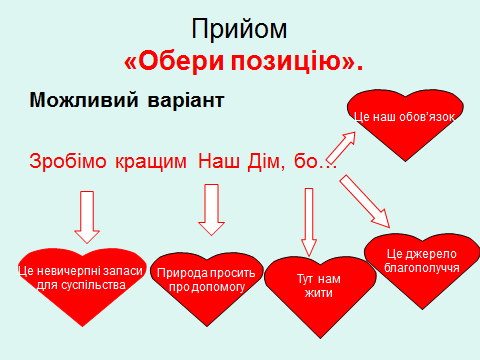 Прийом
«Обери позицію».
Можливий варіант
Це наш обов'язок
Зробімо кращим Наш Дім, бо…
Це невичерпні запаси
для суспільства
Природа просить
про допомогу
Тут нам
жити
Це джерело
благополуччя